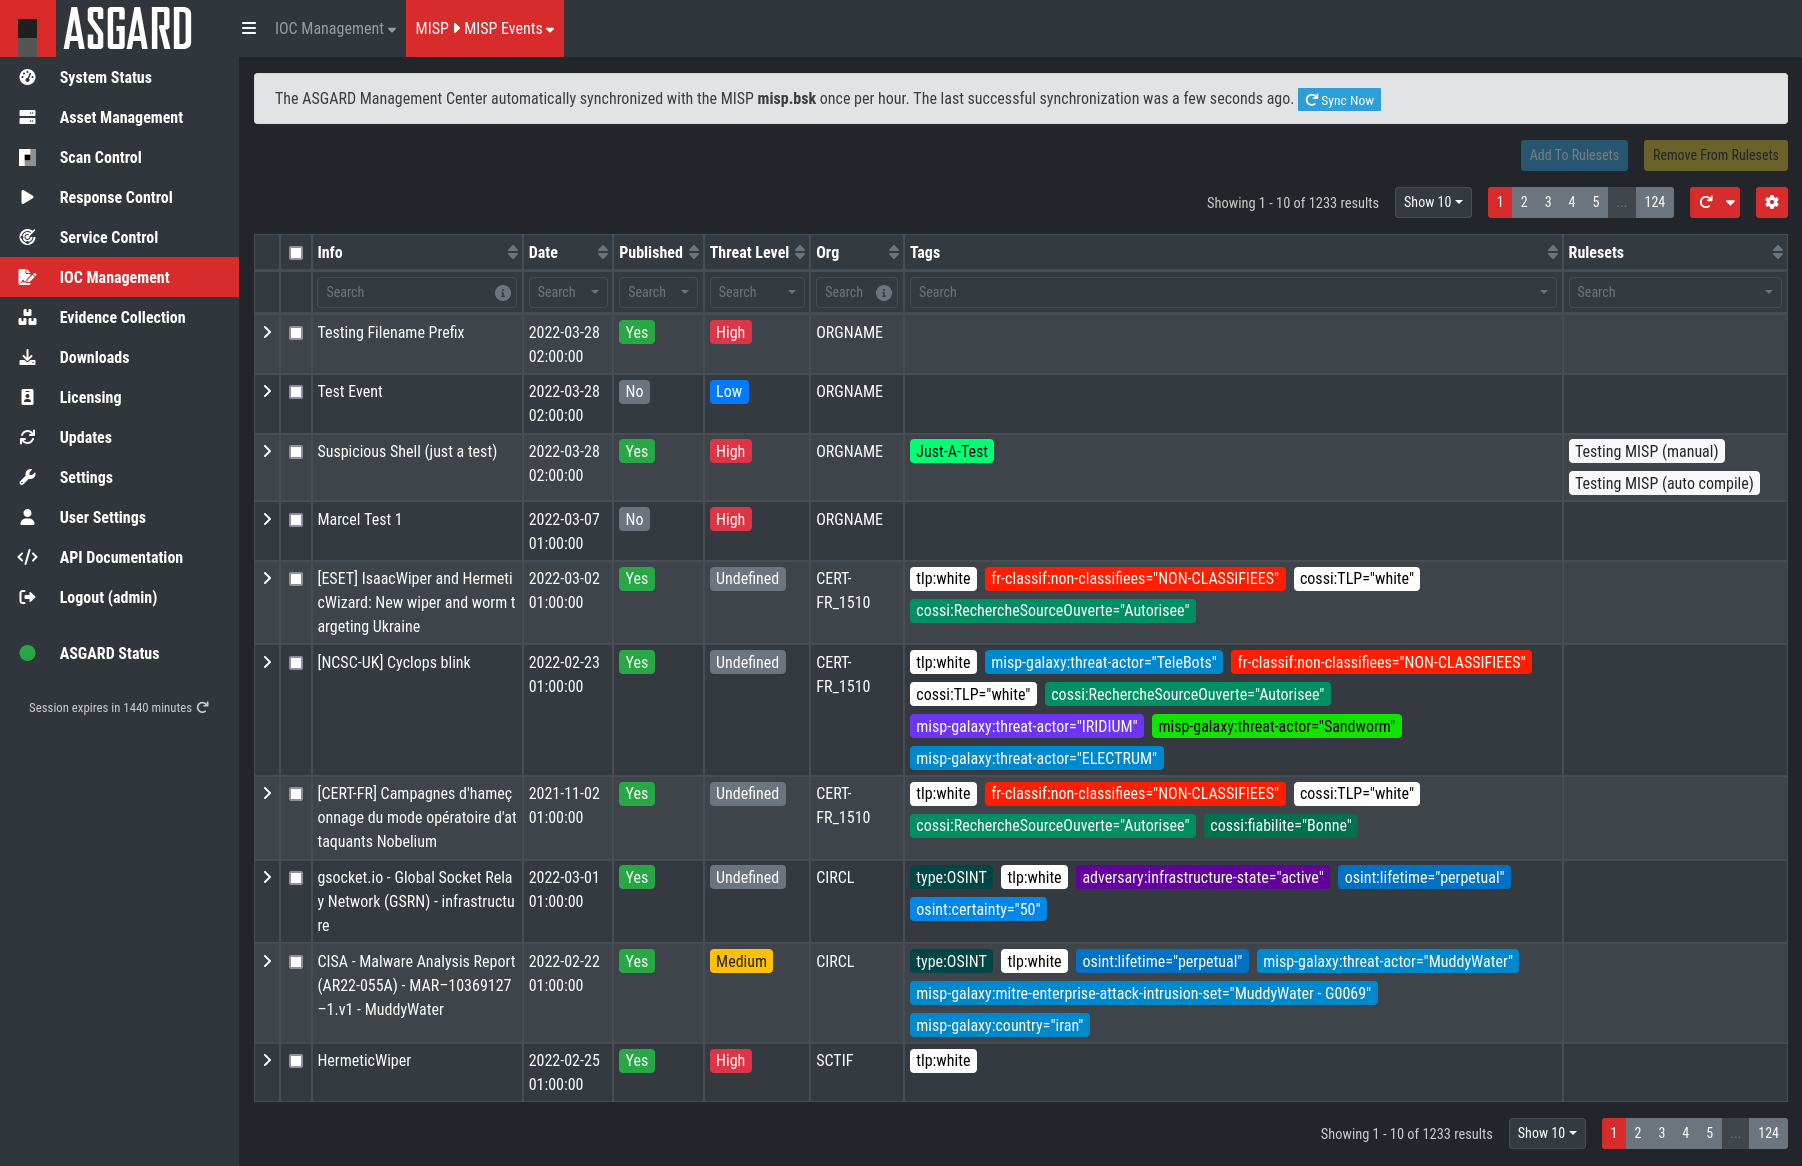 ASGARD
IOC Management
MISP MISP Events
System Status
Asset Management
Scan Control
Response Control
Service Control
IOC Management
Evidence Collection
Downloads
Licensing
Updates
Settings
User Settings
API Documentation
Logout (admin)
ASGARD Status
Session expires in 1440 minutes
The ASGARD Management Center automatically synchronized with the MISP misp.bsk once per hour. The last successful synchronization was a few seconds ago. Sync Now
Add To Rulesets Remove From Rulesets
Showing 1 - 10 of 1233 results Show 10 1 2 3 4 5 ... 124
Info Date Published Threat Level Org Tags Rulesets
Search Search Search Search Search Search Search
Testing Filename Prefix 2022-03-28 Yes High ORGNAME
02:00:00
Test Event 2022-03-28 No Low ORGNAME
02:00:00
Suspicious Shell (just a test) 2022-03-28 Yes High ORGNAME Just-A-Test Testing MISP (manual)
02:00:00 Testing MISP (auto compile)
Marcel Test 1 2022-03-07 No High ORGNAME
01:00:00
[ESET] IsaacWiper and Hermeti 2022-03-02 Yes Undefined CERT- tlp:white fr-classif:non-classifiees="NON-CLASSIFIEES" cossi:TLP="white"
cWizard: New wiper and worm t 01:00:00 FR_1510 cossi:RechercheSourceOuverte="Autorisee"
argeting Ukraine
[NCSC-UK] Cyclops blink 2022-02-23 Yes Undefined CERT- tlp:white misp-galaxy:threat-actor="TeleBots" fr-classif:non-classifiees="NON-CLASSIFIEES"
01:00:00 FR_1510 cossi:TLP="white" cossi:RechercheSourceOuverte="Autorisee"
misp-galaxy:threat-actor="IRIDIUM" misp-galaxy:threat-actor="Sandworm"
misp-galaxy:threat-actor="ELECTRUM"
[CERT-FR] Campagnes d'hameç 2021-11-02 Yes Undefined CERT- tlp:white fr-classif:non-classifiees="NON-CLASSIFIEES" cossi:TLP="white"
onnage du mode opératoire d'at 01:00:00 FR_1510 cossi:RechercheSourceOuverte="Autorisee" cossi:fiabilite="Bonne"
taquants Nobelium
gsocket.io - Global Socket Rela 2022-03-01 Yes Undefined CIRCL type:OSINT tlp:white adversary:infrastructure-state="active" osint:lifetime="perpetual"
y Network (GSRN) - infrastructu 01:00:00 osint:certainty="50"
re
CISA - Malware Analysis Report 2022-02-22 Yes Medium CIRCL type:OSINT tlp:white osint:lifetime="perpetual" misp-galaxy:threat-actor="MuddyWater"
(AR22-055A) - MAR–10369127 01:00:00 misp-galaxy:mitre-enterprise-attack-intrusion-set="MuddyWater - G0069"
–1.v1 - MuddyWater misp-galaxy:country="iran"
HermeticWiper 2022-02-25 Yes High SCTIF tlp:white
01:00:00
Showing 1 - 10 of 1233 results Show 10 1 2 3 4 5 ... 124